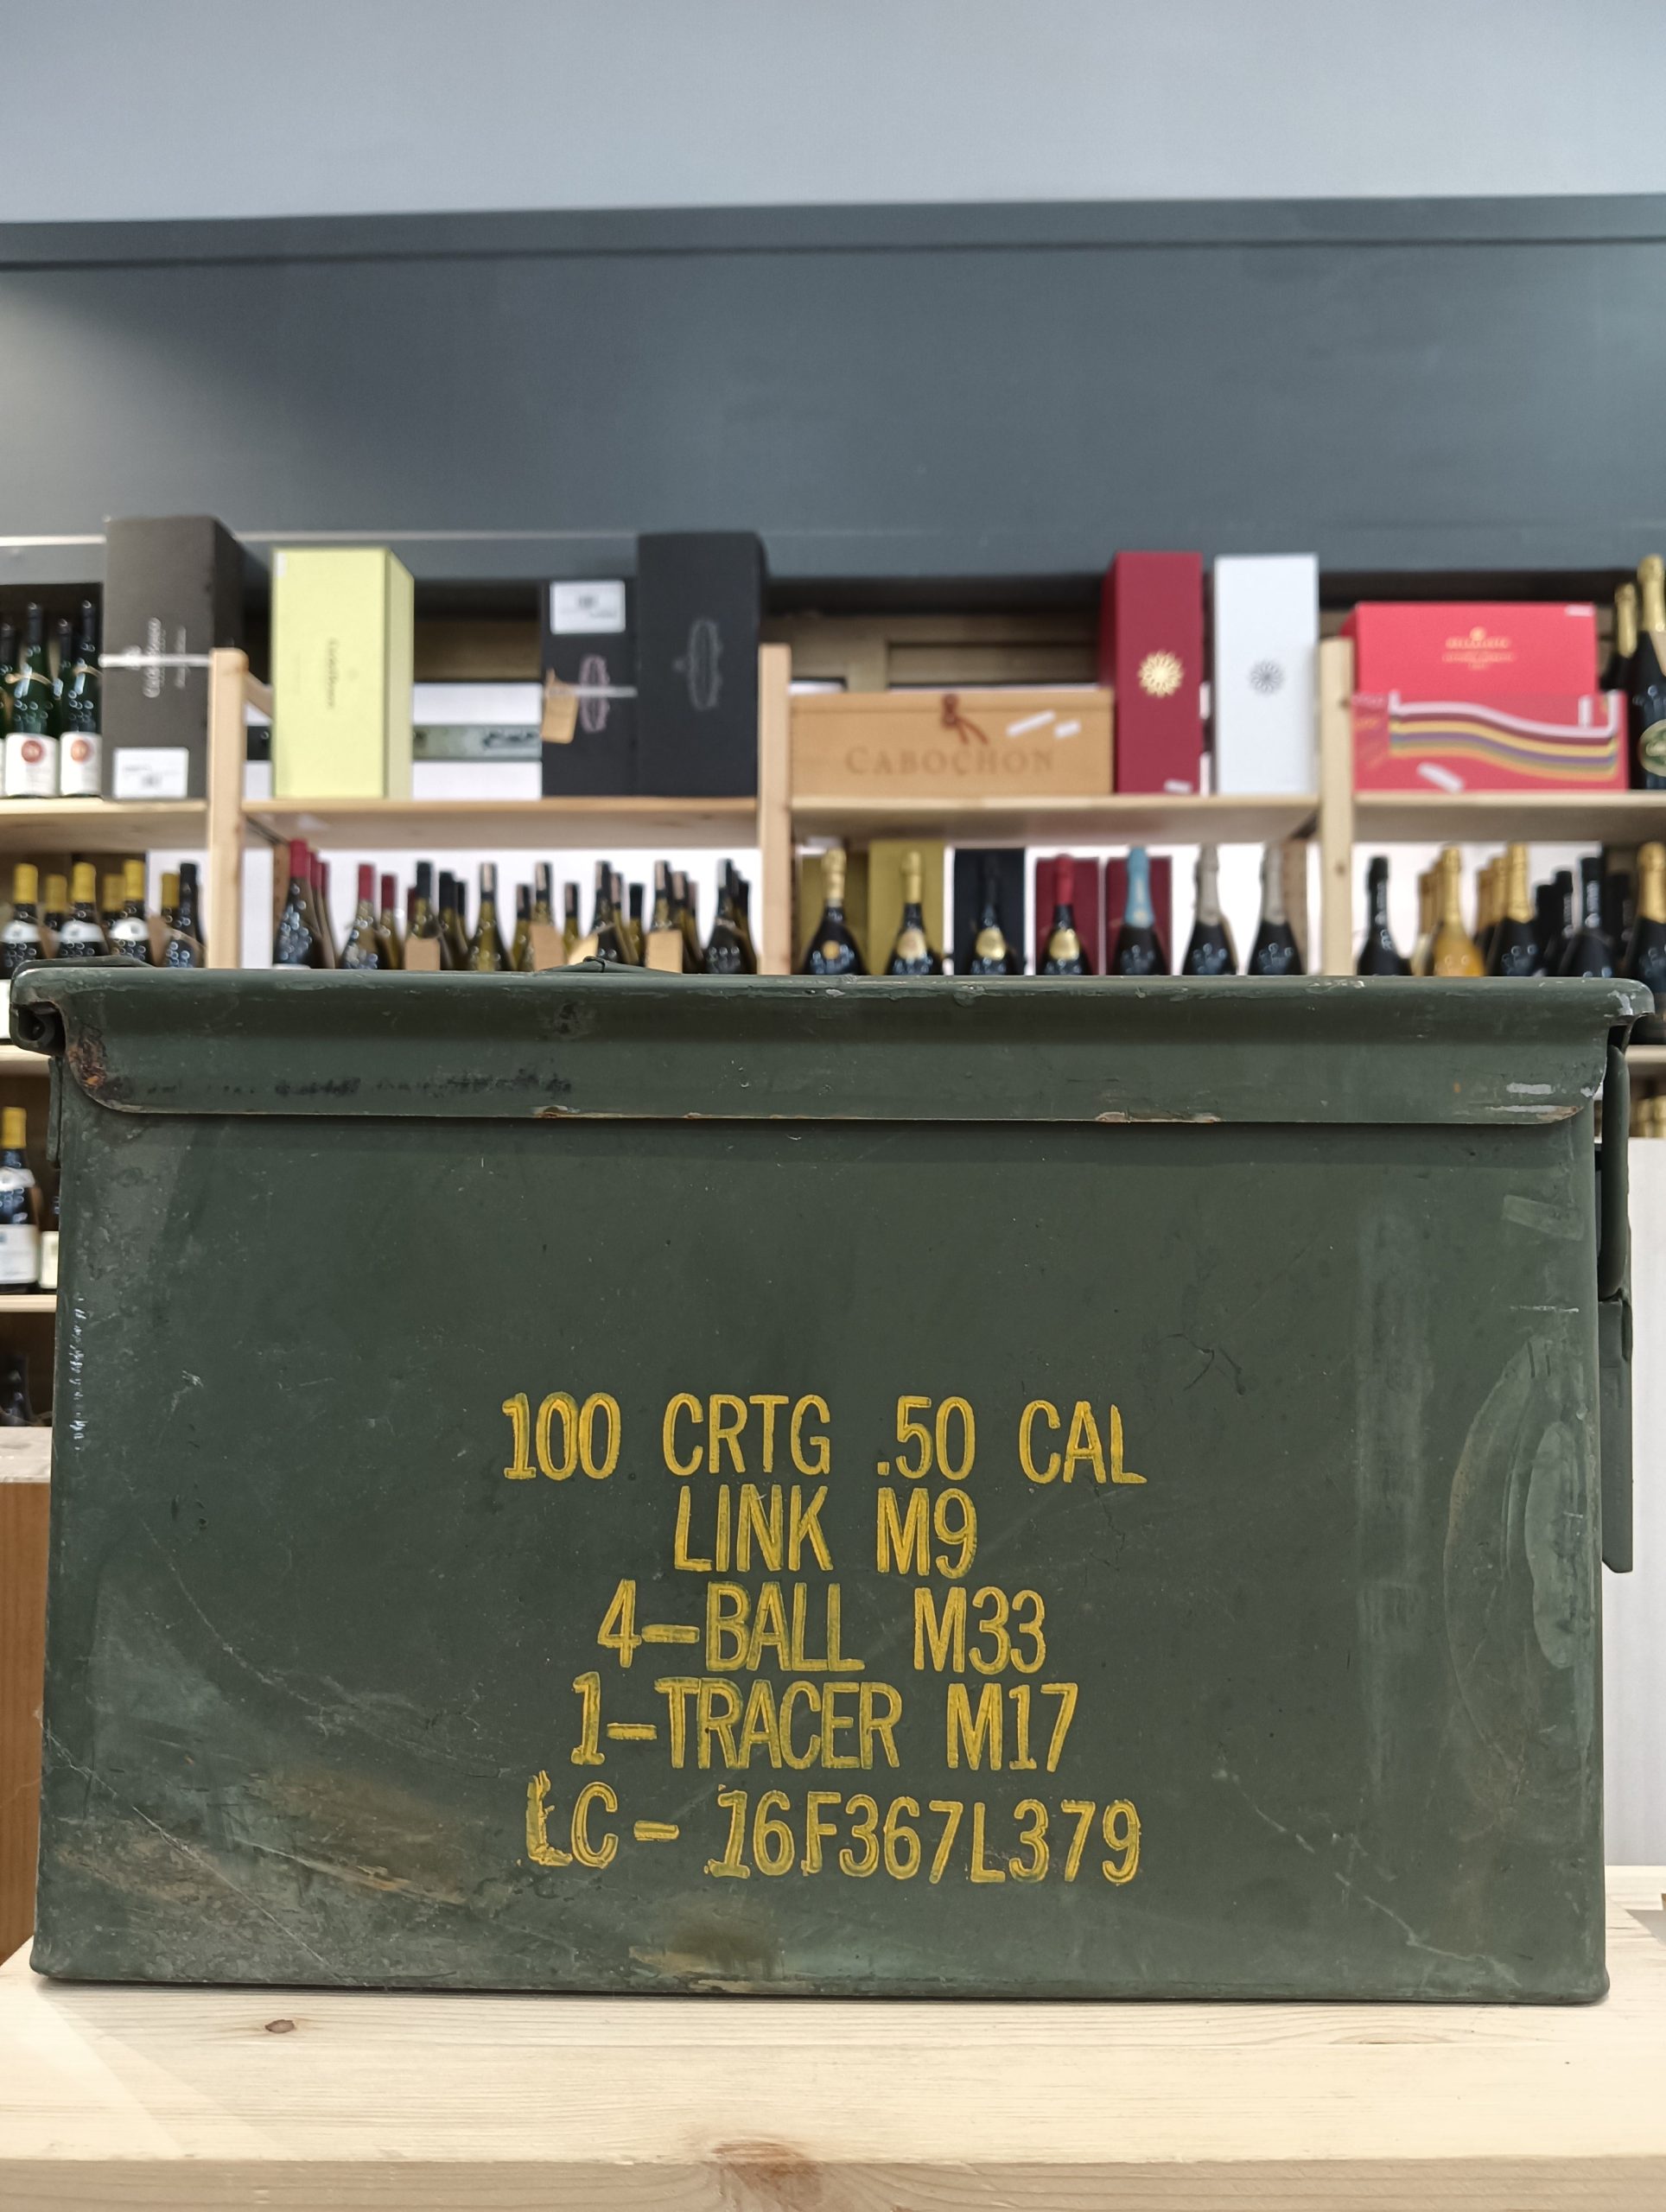 CABOCHON
100 CRTG .50 CAL
LINK M9
4-BALL M33
1-TRACER M17
LC- 16F367L379